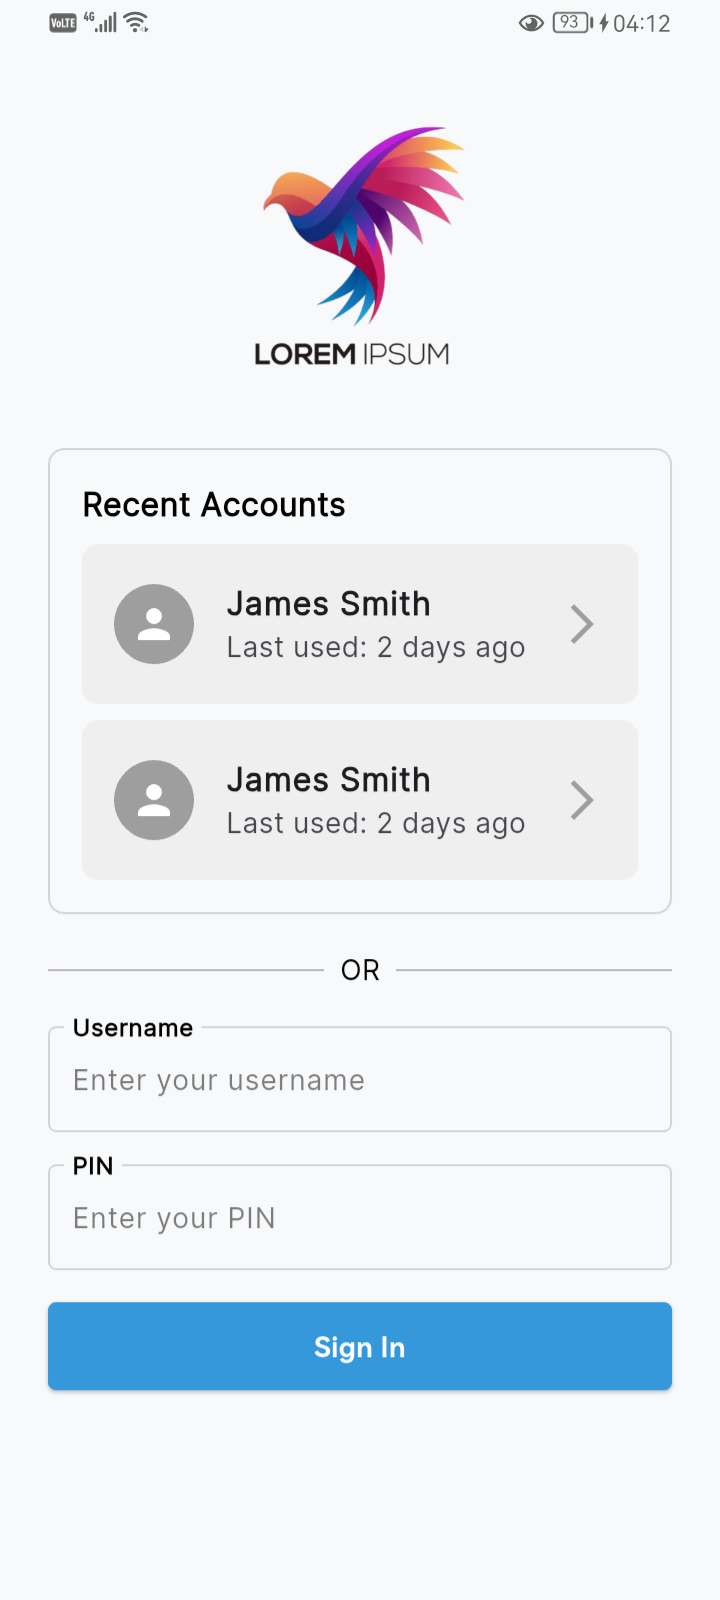 VoLTE 4G 93 04:12
LOREM IPSUM
Recent Accounts
James Smith
Last used: 2 days ago
James Smith
Last used: 2 days ago
OR
Username
Enter your username
PIN
Enter your PIN
Sign In